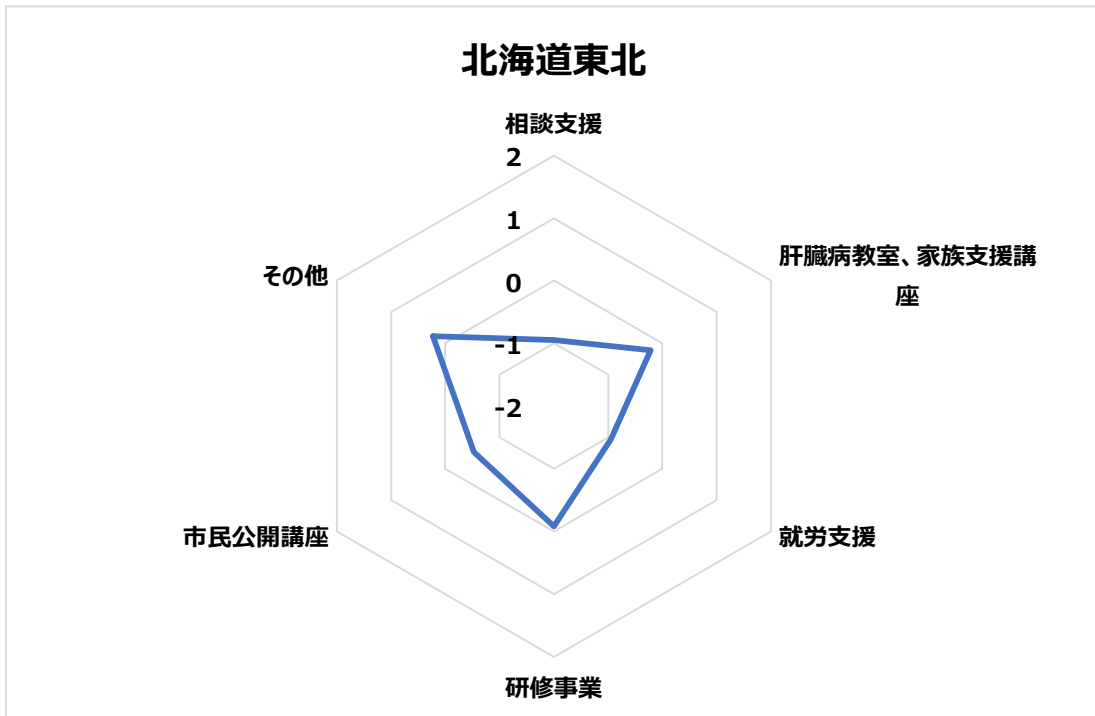 北海道東北
相談支援
2
1
0
-1
-2
肝臓病教室、家族支援講
座
就労支援
研修事業
市民公開講座
その他